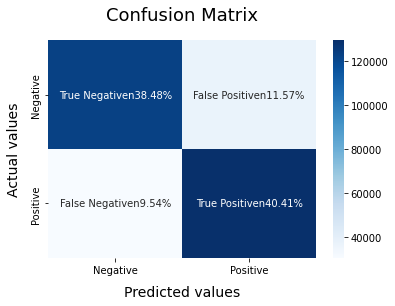 Confusion Matrix
Actual values
Negative
True Negativen38.48%
False Positiven11.57%
Positive
False Negativen9.54%
True Positiven40.41%
Negative
Positive
Predicted values
120000
100000
80000
60000
40000